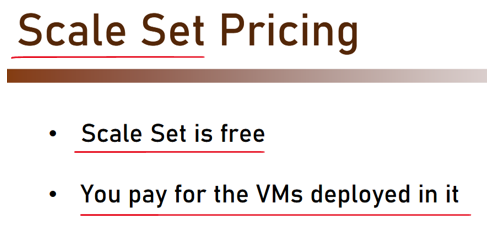 Scale Set Pricing
• Scale Set is free
• You pay for the VMs deployed in it